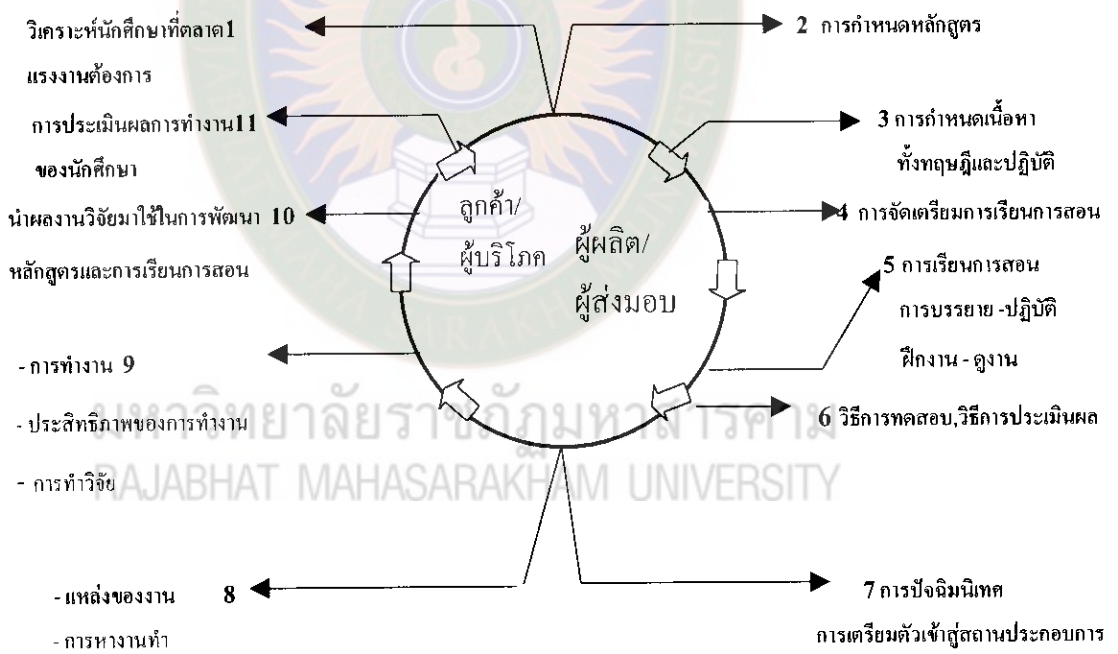 วิเคราะห์นักศึกษาที่ตลาด1
แรงงานต้องการ
2 การกำหนดหลักสูตร
3 การกำหนดเนื้อหา
ทั้งทฤษฎีและปฏิบัติ
4 การจัดเตรียมการเรียนการสอน
5 การเรียนการสอน
การบรรยาย -ปฏิบัติ
ฝึกงาน - ดูงาน
6 วิธีการทดสอบ,วิธีการประเมินผล
7 การปัจฉิมนิเทศ
การเตรียมตัวเข้าสู่สถานประกอบการ
- แหล่งของงาน 8
- การหางานทำ
- การทำงาน 9
- ประสิทธิภาพของการทำงาน
- การทำวิจัย
นำผลงานวิจัยมาใช้ในการพัฒนา 10
หลักสูตรและการเรียนการสอน
การประเมินผลการทำงาน11
ของนักศึกษา
ลูกค้า/
ผู้บริโภค
ผู้ผลิต/
ผู้ส่งมอบ
มหาวิทยาลัยราชภัฏมหาสารคาม
RAJABHAT MAHASARAKHAM UNIVERSITY